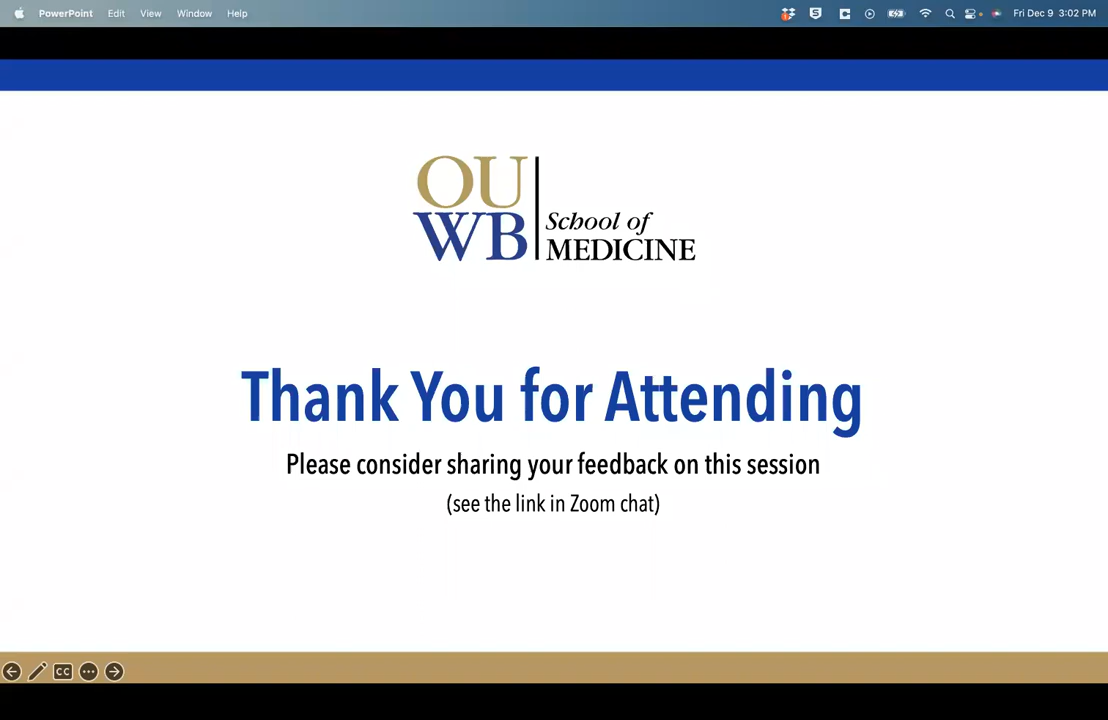 PowerPoint Edit View Window Help Fri Dec 9 3:02 PM
OU
WB
School of
MEDICINE
Thank You for Attending
Please consider sharing your feedback on this session
(see the link in Zoom chat)
CC